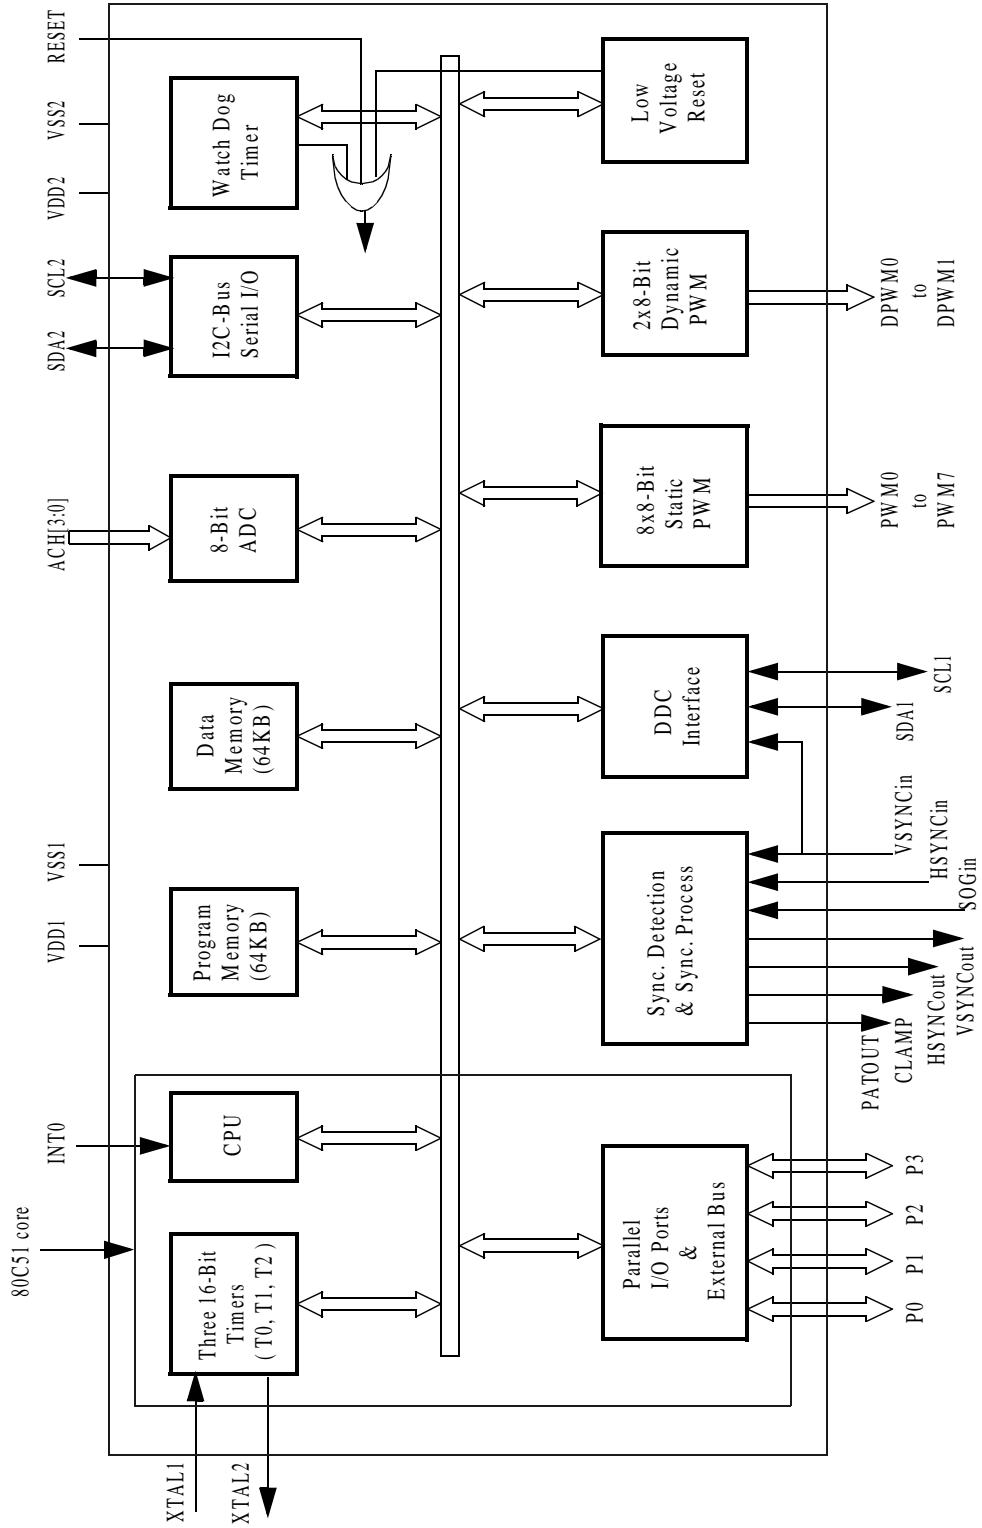 80C51 core
INT0
VDD1
VSS1
ACH[3:0]
SDA2
SCL2
VDD2
VSS2
RESET
XTAL1
XTAL2
Three 16-Bit
Timers
( T0, T1, T2 )
CPU
Program
Memory
(64KB)
Data
Memory
(64KB)
8-Bit
ADC
I2C-Bus
Serial I/O
Watch Dog
Timer
Parallel
I/O Ports
&
External Bus
Sync. Detection
& Sync. Process
DDC
Interface
8x8-Bit
Static
PWM
2x8-Bit
Dynamic
PWM
Low
Voltage
Reset
P0
P1
P2
P3
PATOUT
CLAMP
HSYNCout
VSYNCout
SOGin
HSYNCin
VSYNCin
SDA1
SCL1
PWM0
to
PWM7
DPWM0
to
DPWM1